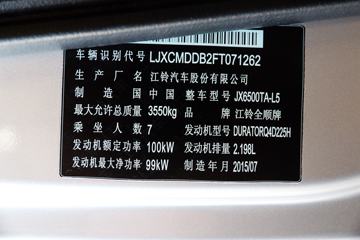 车辆识别代号 LJXCMDDB2FT071262
生产厂名 江铃汽车股份有限公司
制造国 中国 整车型号 JX6500TA-L5
最大允许总质量 3550kg 品牌 江铃全顺牌
乘坐人数 7 发动机型号 DURATORQ4D225H
发动机额定功率 100kW 发动机排量 2.198L
发动机最大净功率 99kW 制造年月 2015/07